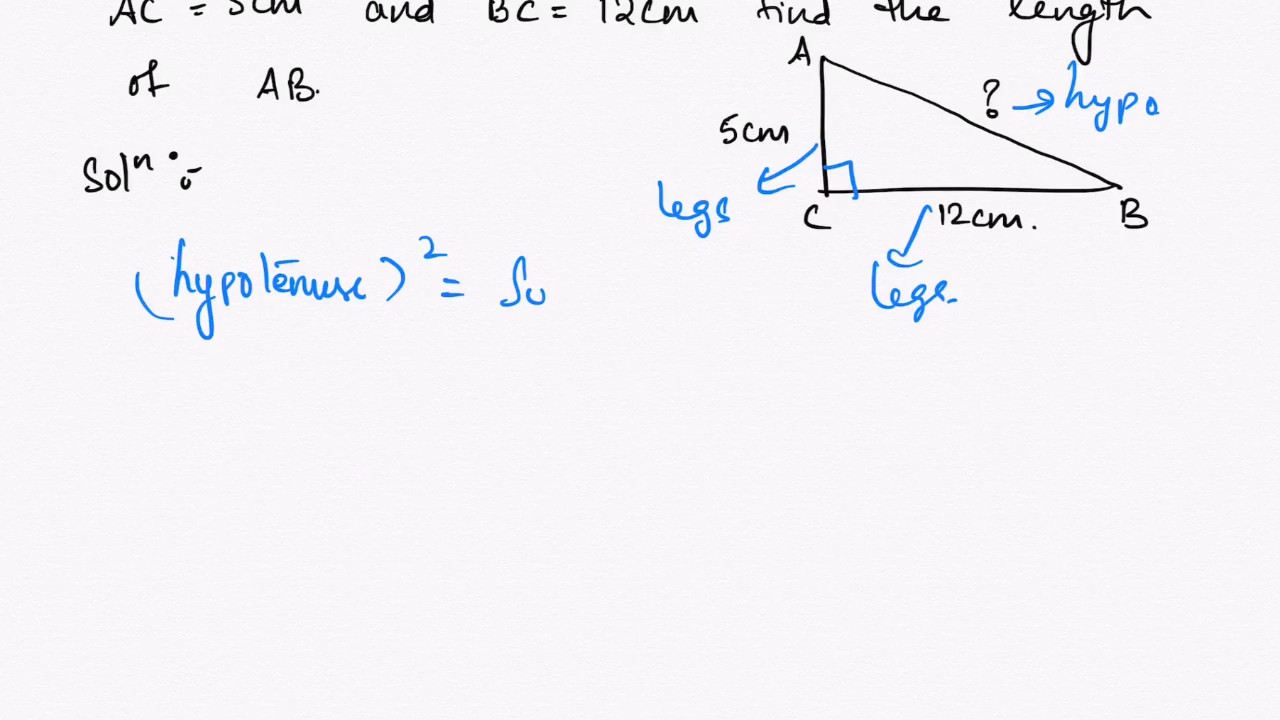 AC = 5cm and BC = 12cm find the length
of AB.
A
? → hypo
5cm
Solⁿ :-
legs
C
12cm.
B
(hypotenuse)² = Su
legs.